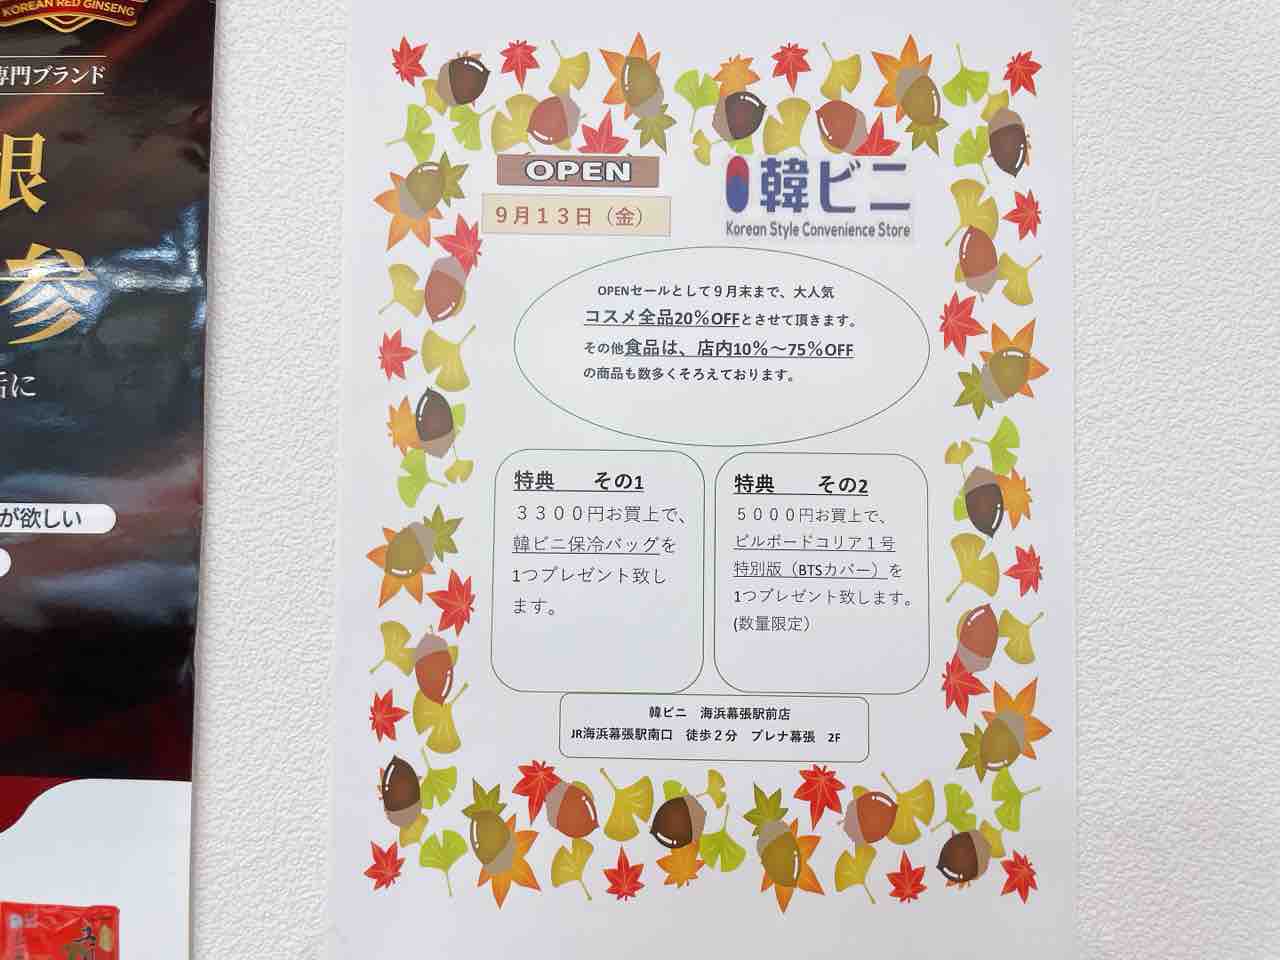 KOREAN RED GINSENG
専門ブランド
根
参
活に
が欲しい
OPEN
9月13日（金）
韓ビニ
Korean Style Convenience Store
OPENセールとして９月末まで、大人気
コスメ全品20％OFFとさせて頂きます。
その他食品は、店内10％～75％OFF
の商品も数多くそろえております。
特典　　その1
３３００円お買上で、
韓ビニ保冷バッグを
1つプレゼント致し
ます。
特典　　その2
５０００円お買上で、
ビルボードコリア１号
特別版（BTSカバー）を
1つプレゼント致します。
(数量限定）
韓ビニ　海浜幕張駅前店
JR海浜幕張駅南口　徒歩２分　プレナ幕張　2F